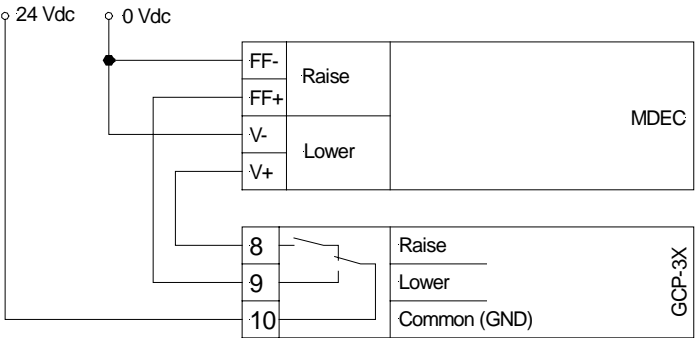 24 Vdc 0 Vdc
FF- Raise
FF+
MDEC
V- Lower
V+
8 Raise
9 Lower
10 Common (GND)
GCP-3X